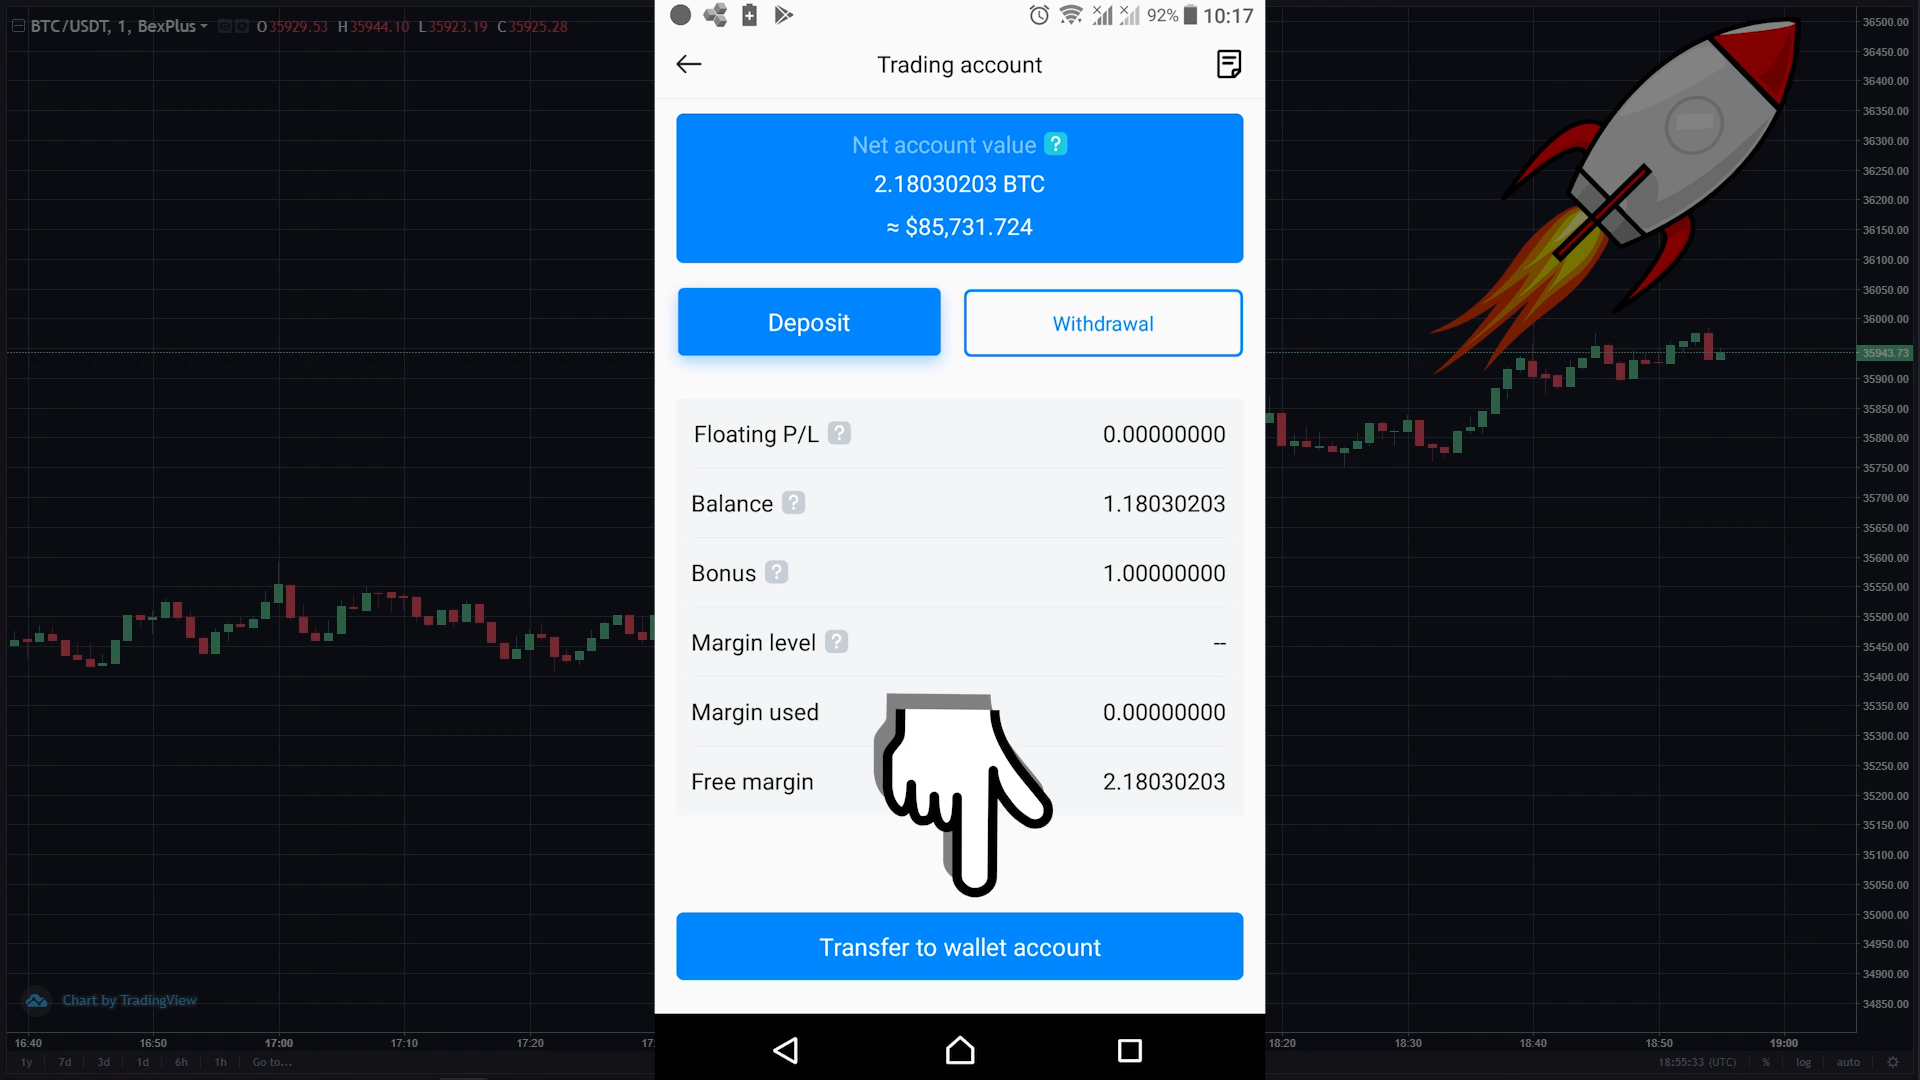 BTC/USDT, 1, BexPlus
O35929.53 H35944.10 L35923.19 C35925.28
92% 10:17
Trading account
Net account value ?
2.18030203 BTC
≈ $85,731.724
Deposit
Withdrawal
Floating P/L ? 0.00000000
Balance ? 1.18030203
Bonus ? 1.00000000
Margin level ? --
Margin used 0.00000000
Free margin 2.18030203
Transfer to wallet account
36500.00
36450.00
36400.00
36350.00
36300.00
36250.00
36200.00
36150.00
36100.00
36050.00
36000.00
35943.73
35900.00
35850.00
35800.00
35750.00
35700.00
35650.00
35600.00
35550.00
35500.00
35450.00
35400.00
35350.00
35300.00
35250.00
35200.00
35150.00
35100.00
35050.00
35000.00
34950.00
34900.00
34850.00
Chart by TradingView
16:40 16:50 17:00 17:10 17:20 17: 18:20 18:30 18:40 18:50 19:00
1y 7d 3d 1d 6h 1h Go to...
18:55:33 (UTC) % log auto